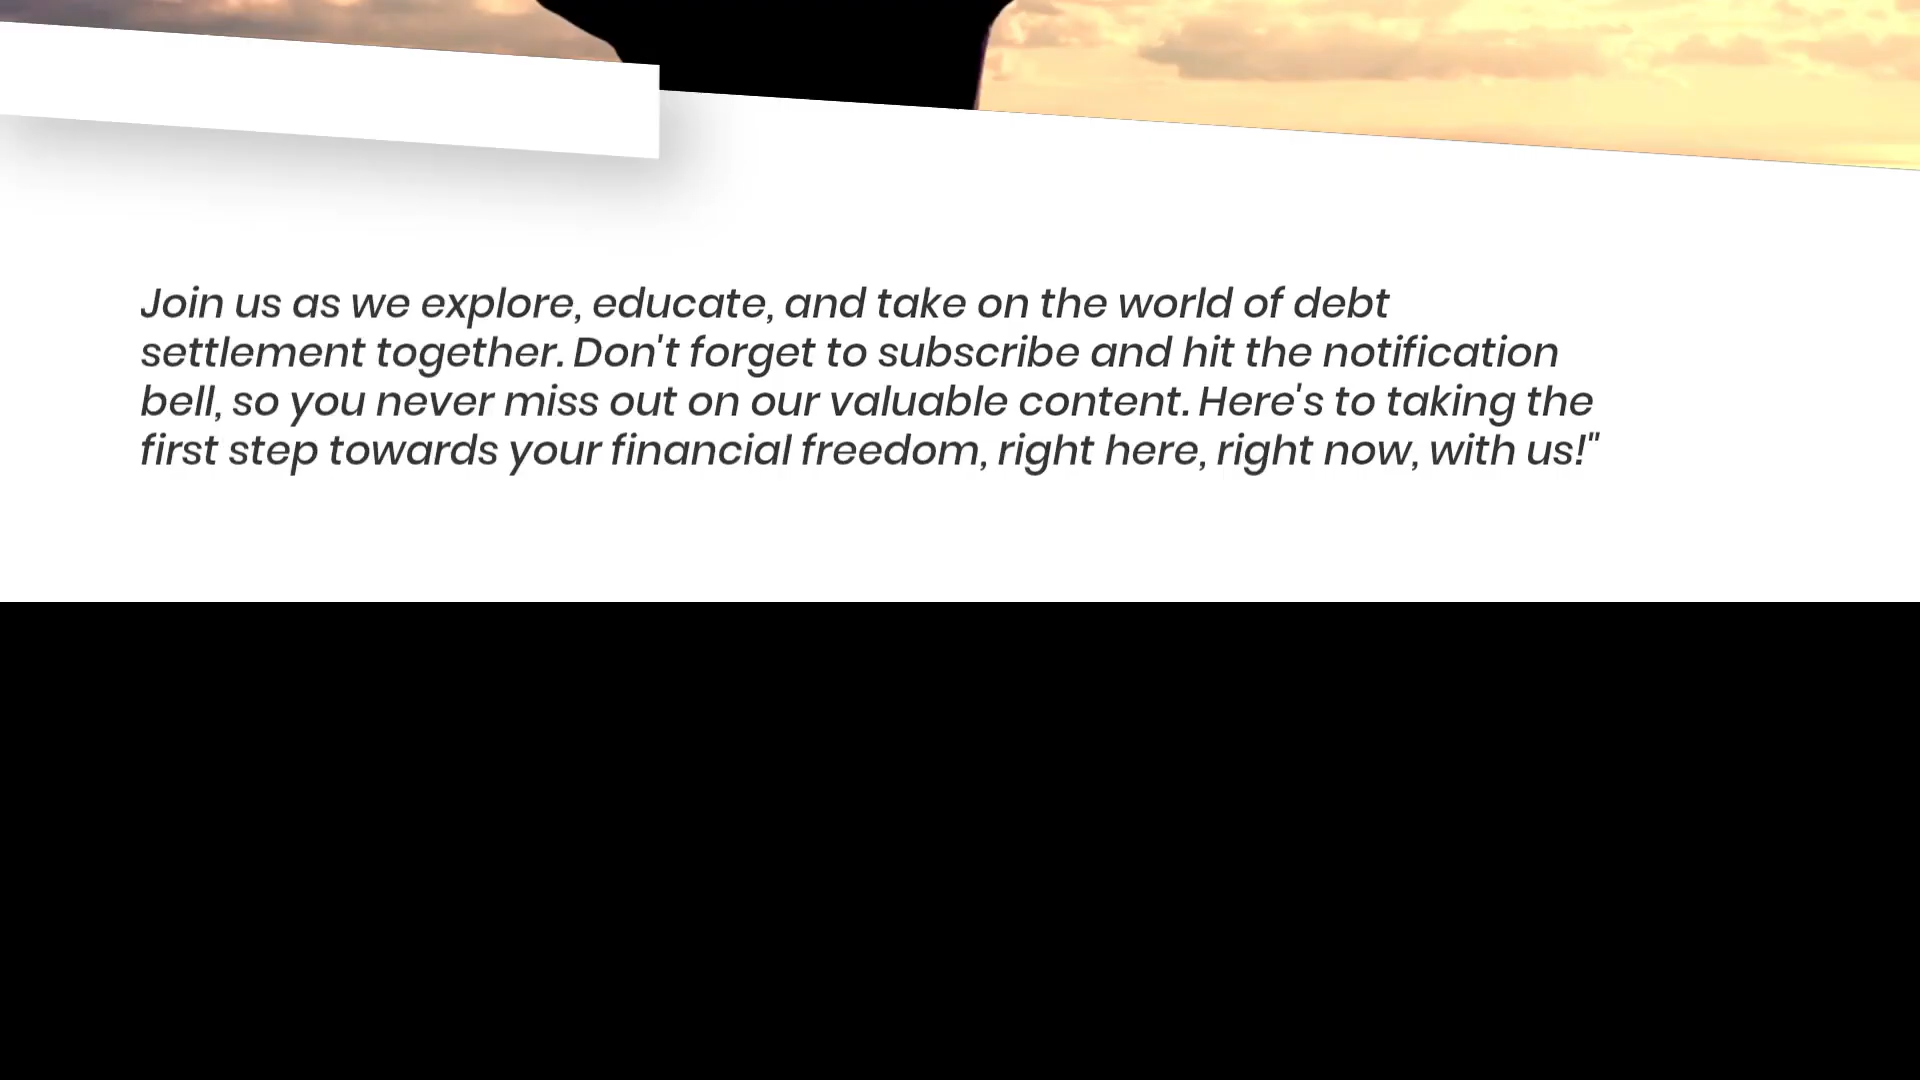 Join us as we explore, educate, and take on the world of debt
settlement together. Don't forget to subscribe and hit the notification
bell, so you never miss out on our valuable content. Here's to taking the
first step towards your financial freedom, right here, right now, with us!"